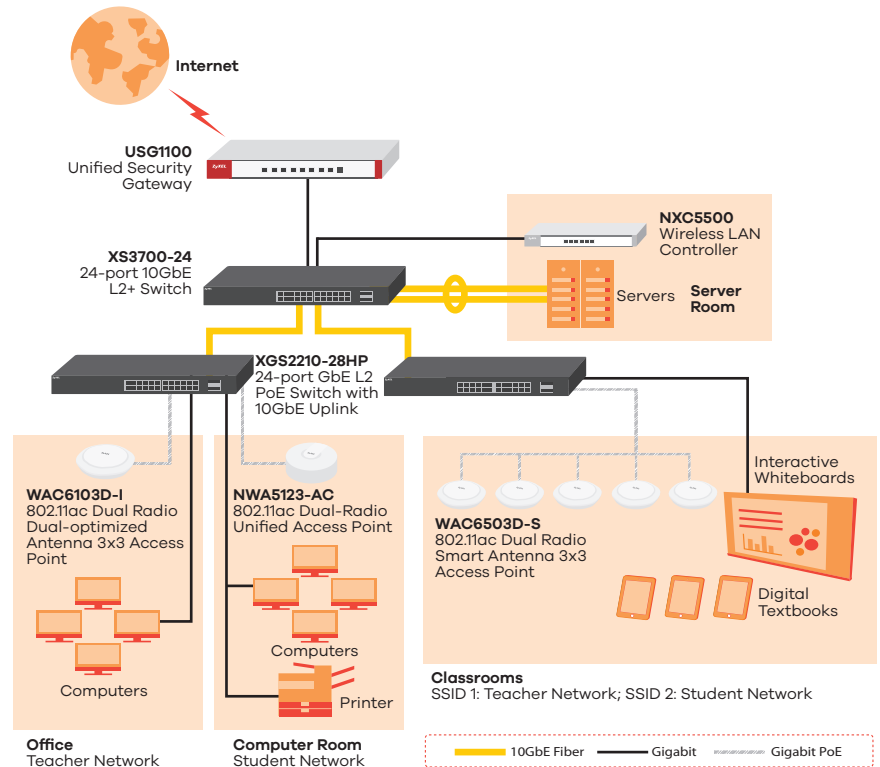 Internet
USG1100
Unified Security
Gateway
ZyXEL
NXC5500
Wireless LAN
Controller
XS3700-24
24-port 10GbE
L2+ Switch
Servers
Server
Room
XGS2210-28HP
24-port GbE L2
PoE Switch with
10GbE Uplink
WAC6103D-I
802.11ac Dual Radio
Dual-optimized
Antenna 3x3 Access
Point
Computers
NWA5123-AC
802.11ac Dual-Radio
Unified Access Point
Computers
Printer
Interactive
Whiteboards
WAC6503D-S
802.11ac Dual Radio
Smart Antenna 3x3
Access Point
Digital
Textbooks
Classrooms
SSID 1: Teacher Network; SSID 2: Student Network
Office
Teacher Network
Computer Room
Student Network
10GbE Fiber
Gigabit
Gigabit PoE